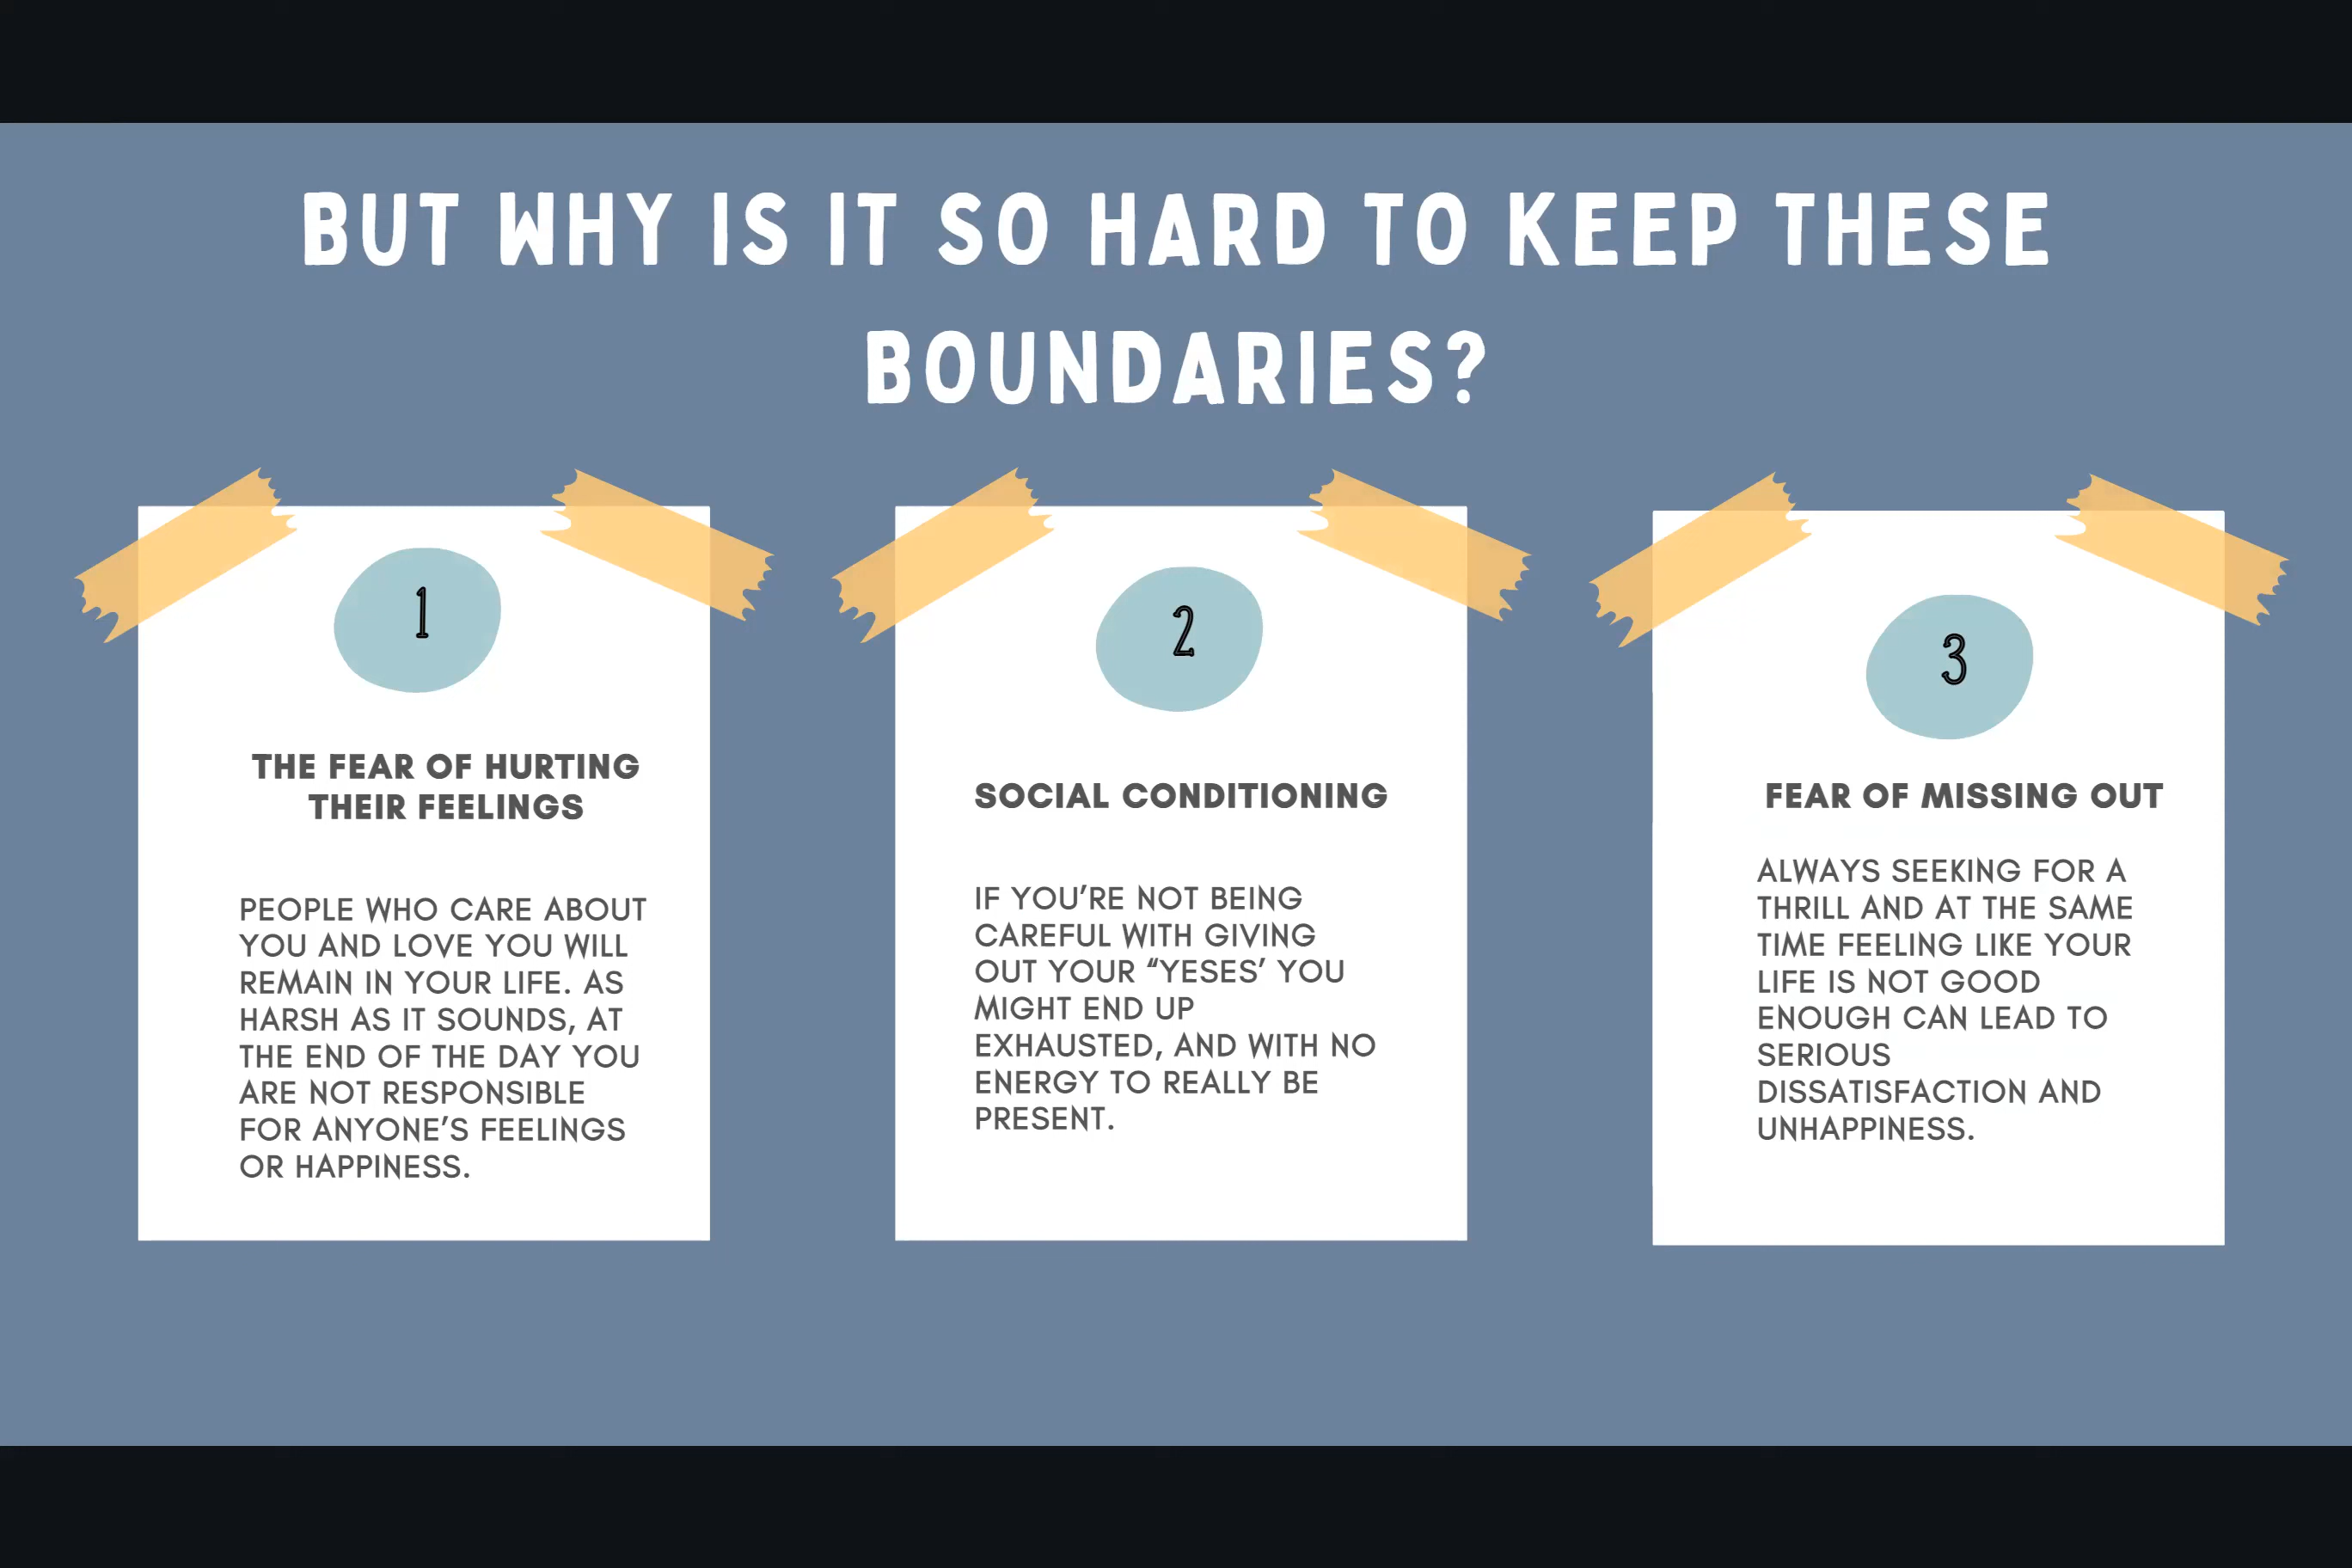 BUT WHY IS IT SO HARD TO KEEP THESE
BOUNDARIES?
1
THE FEAR OF HURTING
THEIR FEELINGS
PEOPLE WHO CARE ABOUT
YOU AND LOVE YOU WILL
REMAIN IN YOUR LIFE. AS
HARSH AS IT SOUNDS, AT
THE END OF THE DAY YOU
ARE NOT RESPONSIBLE
FOR ANYONE’S FEELINGS
OR HAPPINESS.
2
SOCIAL CONDITIONING
IF YOU’RE NOT BEING
CAREFUL WITH GIVING
OUT YOUR “YESES’ YOU
MIGHT END UP
EXHAUSTED, AND WITH NO
ENERGY TO REALLY BE
PRESENT.
3
FEAR OF MISSING OUT
ALWAYS SEEKING FOR A
THRILL AND AT THE SAME
TIME FEELING LIKE YOUR
LIFE IS NOT GOOD
ENOUGH CAN LEAD TO
SERIOUS
DISSATISFACTION AND
UNHAPPINESS.